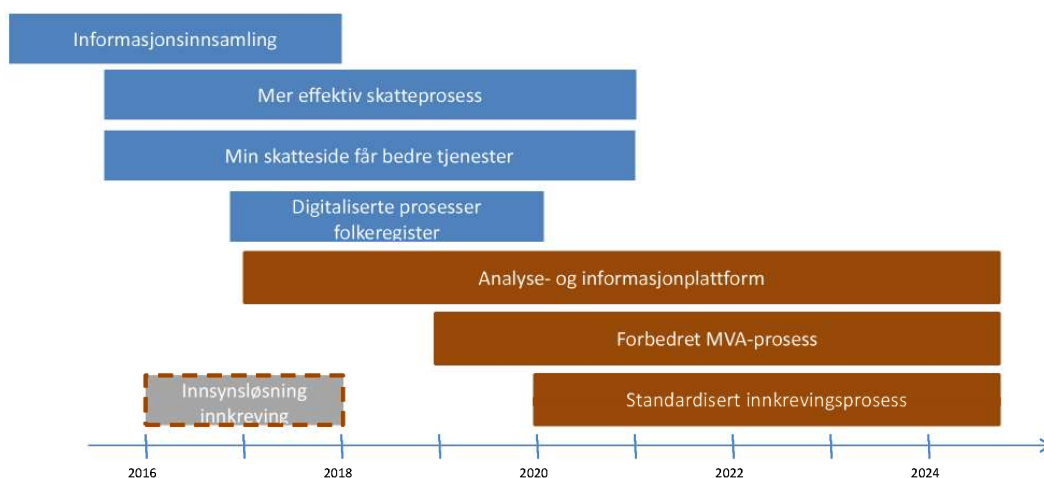 Informasjonsinnsamling
Mer effektiv skatteprosess
Min skatteside får bedre tjenester
Digitaliserte prosesser
folkeregister
Analyse- og informasjonplattform
Forbedret MVA-prosess
Innsynsløsning
innkreving
Standardisert innkrevingsprosess
2016
2018
2020
2022
2024